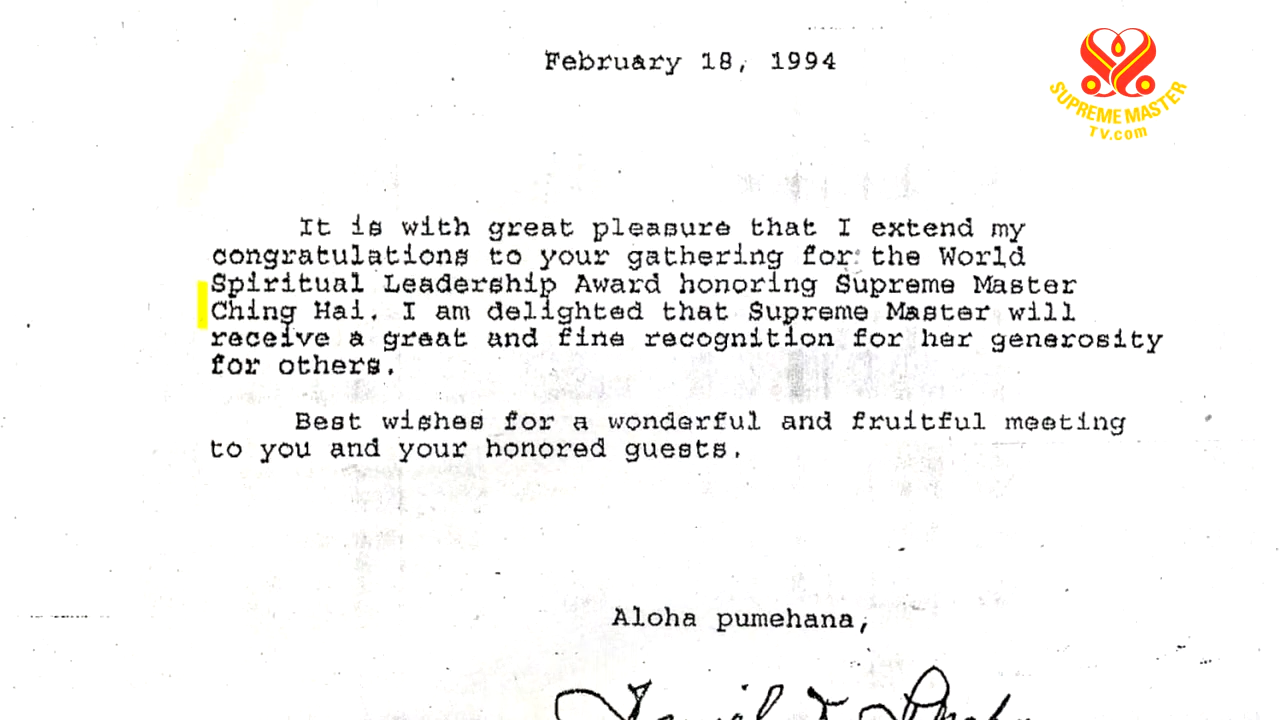 February 18, 1994
SUPREME MASTER
TV.com
It is with great pleasure that I extend my
congratulations to your gathering for the World
Spiritual Leadership Award honoring Supreme Master
Ching Hai. I am delighted that Supreme Master will
receive a great and fine recognition for her generosity
for others.
Best wishes for a wonderful and fruitful meeting
to you and your honored guests.
Aloha pumehana,